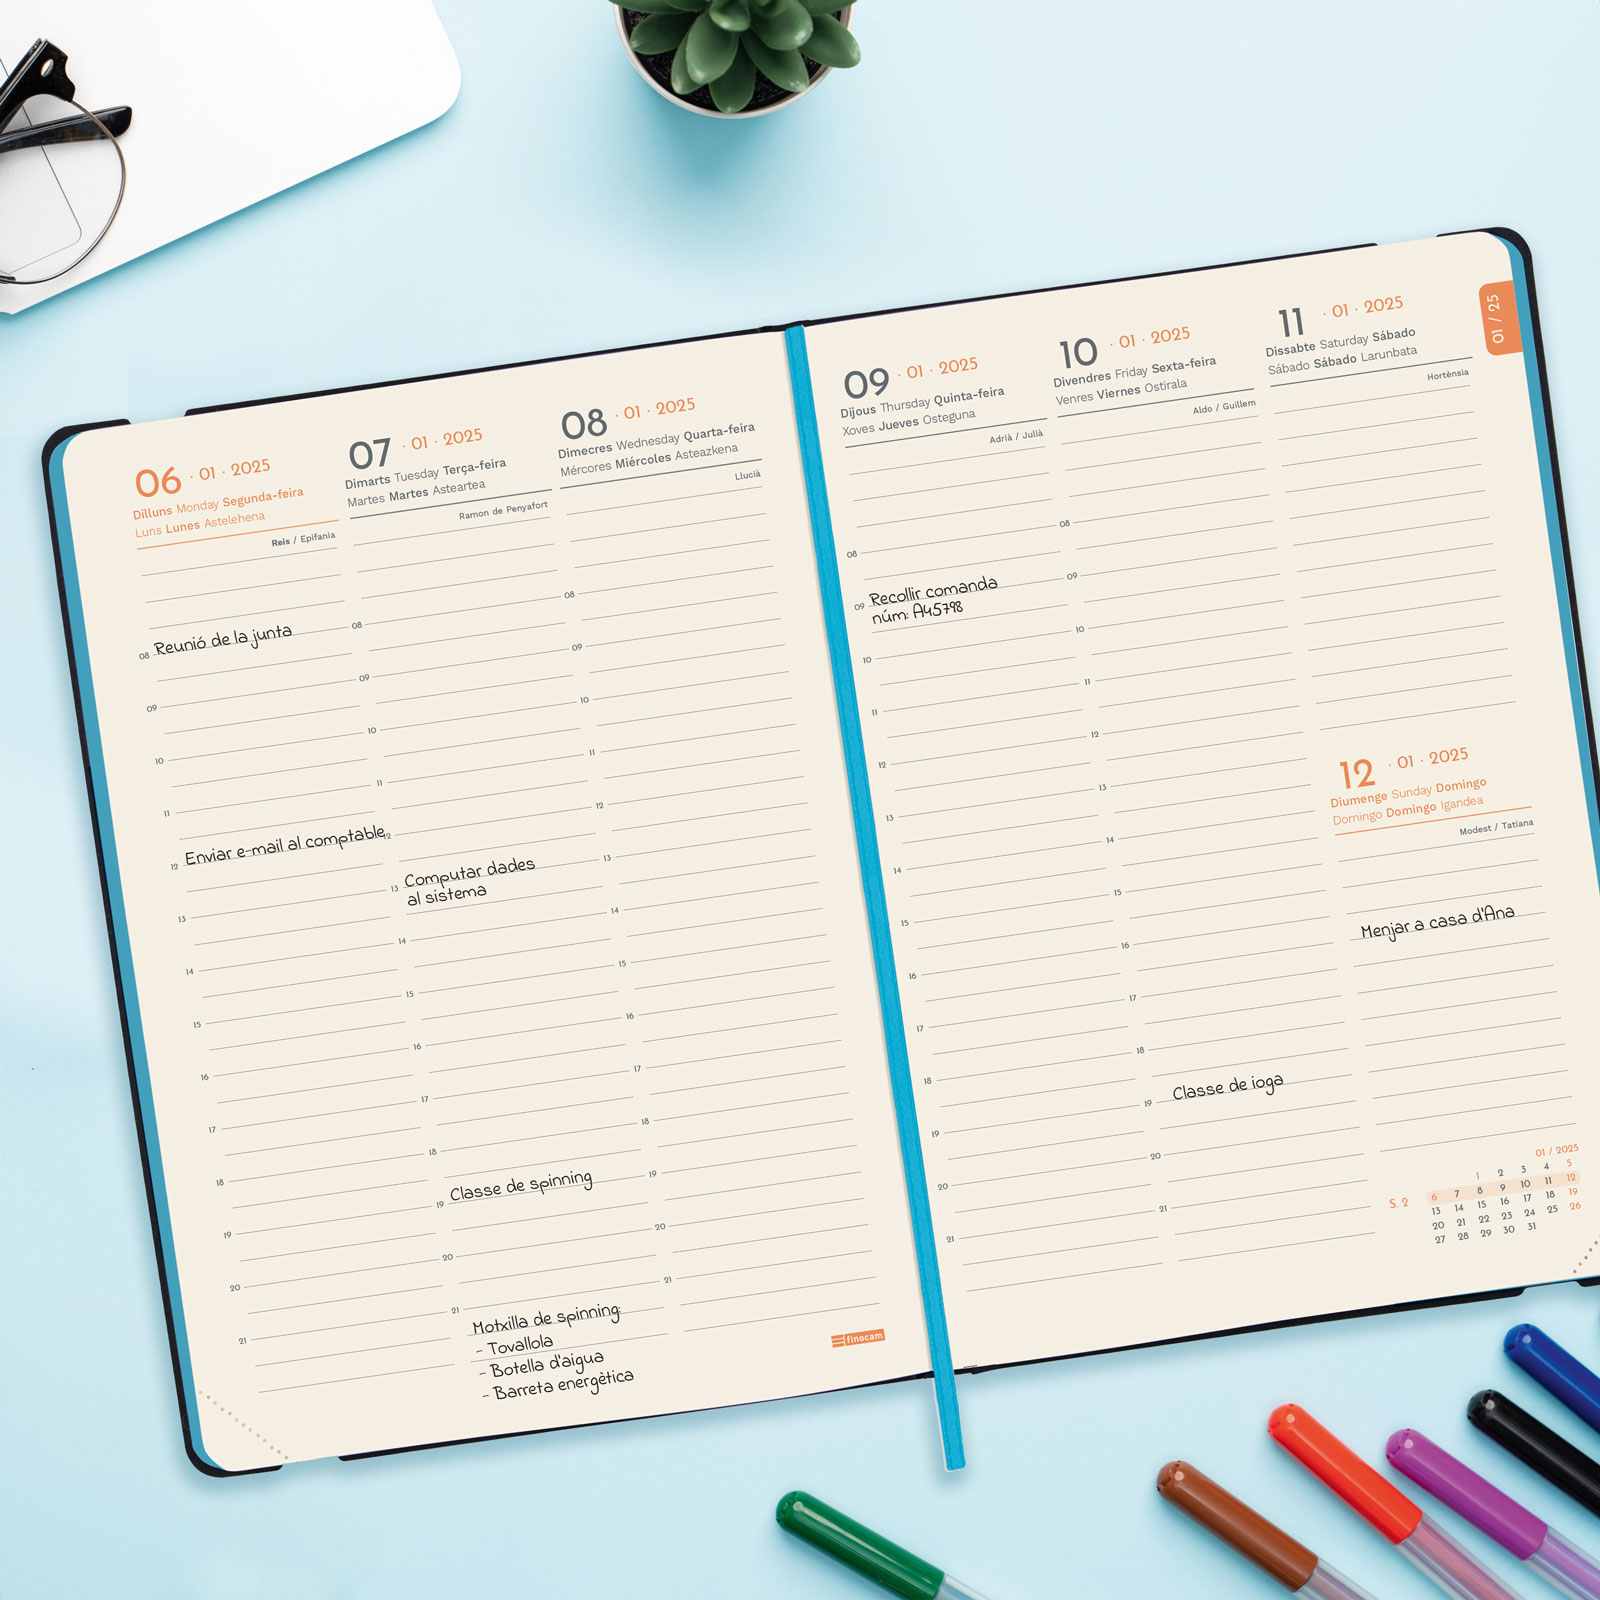 06 · 01 · 2025
Dilluns Monday Segunda-feira
Luns Lunes Astelehena
Reis / Epifania
08 Reunió de la junta
09
10
11
12 Enviar e-mail al comptable
13
14
15
16
17
18
19
20
21
07 · 01 · 2025
Dimarts Tuesday Terça-feira
Martes Martes Asteartea
Ramon de Penyafort
08
09
10
11
12
13 Computar dades
al sistema
14
15
16
17
18
19 Classe de spinning
20
21
Motxilla de spinning:
- Tovallola
- Botella d'aigua
- Barreta energètica
08 · 01 · 2025
Dimecres Wednesday Quarta-feira
Mércores Miércoles Asteazkena
Llucià
08
09
10
11
12
13
14
15
16
17
18
19
20
21
finocam
09 · 01 · 2025
Dijous Thursday Quinta-feira
Xoves Jueves Osteguna
Adrià / Julià
08
09 Recollir comanda
núm: A45798
10
11
12
13
14
15
16
17
18
19
20
21
10 · 01 · 2025
Divendres Friday Sexta-feira
Venres Viernes Ostirala
Aldo / Guillem
08
09
10
11
12
13
14
15
16
17
18
19 Classe de ioga
20
21
11 · 01 · 2025
Dissabte Saturday Sábado
Sábado Sábado Larunbata
Hortènsia
01 / 25
12 · 01 · 2025
Diumenge Sunday Domingo
Domingo Domingo Igandea
Modest / Tatiana
Menjar a casa d'Ana
01 / 2025
1 2 3 4 5
S. 2 6 7 8 9 10 11 12
13 14 15 16 17 18 19
20 21 22 23 24 25 26
27 28 29 30 31